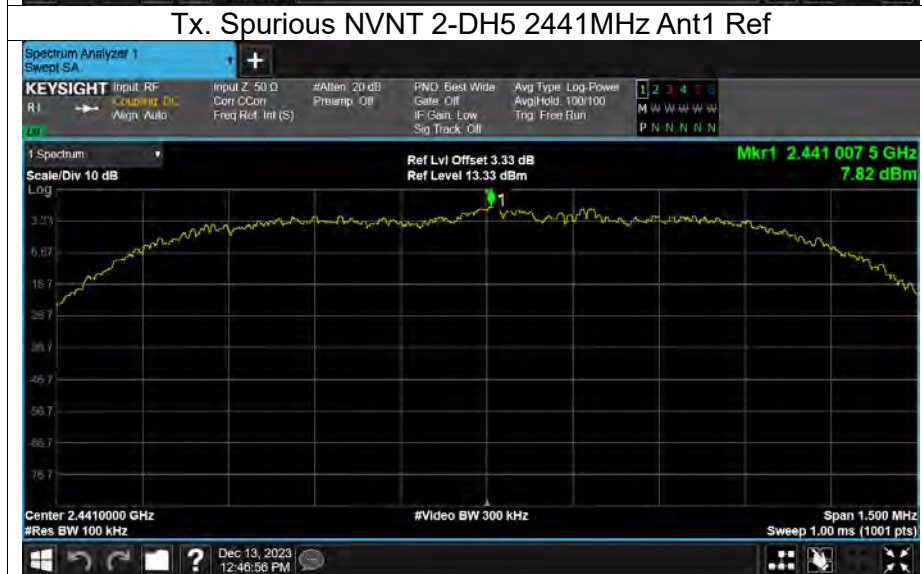 Tx. Spurious NVNT 2-DH5 2441MHz Ant1 Ref
Spectrum Analyzer 1
Swept SA
+
KEYSIGHT Input: RF Input Z: 50 Ω #Atten: 20 dB PNO: Best Wide Avg Type: Log-Power 1 2 3 4 5 6
Coupling: DC Corr CCorr Preamp: Off Gate: Off Avg|Hold: 100/100 M W W W W W
Align: Auto Freq Ref: Int (S) IF Gain: Low Trig: Free Run
Sig Track: Off P N N N N N
1 Spectrum Ref Lvl Offset 3.33 dB Mkr1 2.441 007 5 GHz
Scale/Div 10 dB Ref Level 13.33 dBm 7.82 dBm
Log
1
3.33
-6.67
-16.7
-26.7
-36.7
-46.7
-56.7
-66.7
-76.7
Center 2.4410000 GHz #Video BW 300 kHz Span 1.500 MHz
#Res BW 100 kHz Sweep 1.00 ms (1001 pts)
? Dec 13, 2023
12:46:56 PM